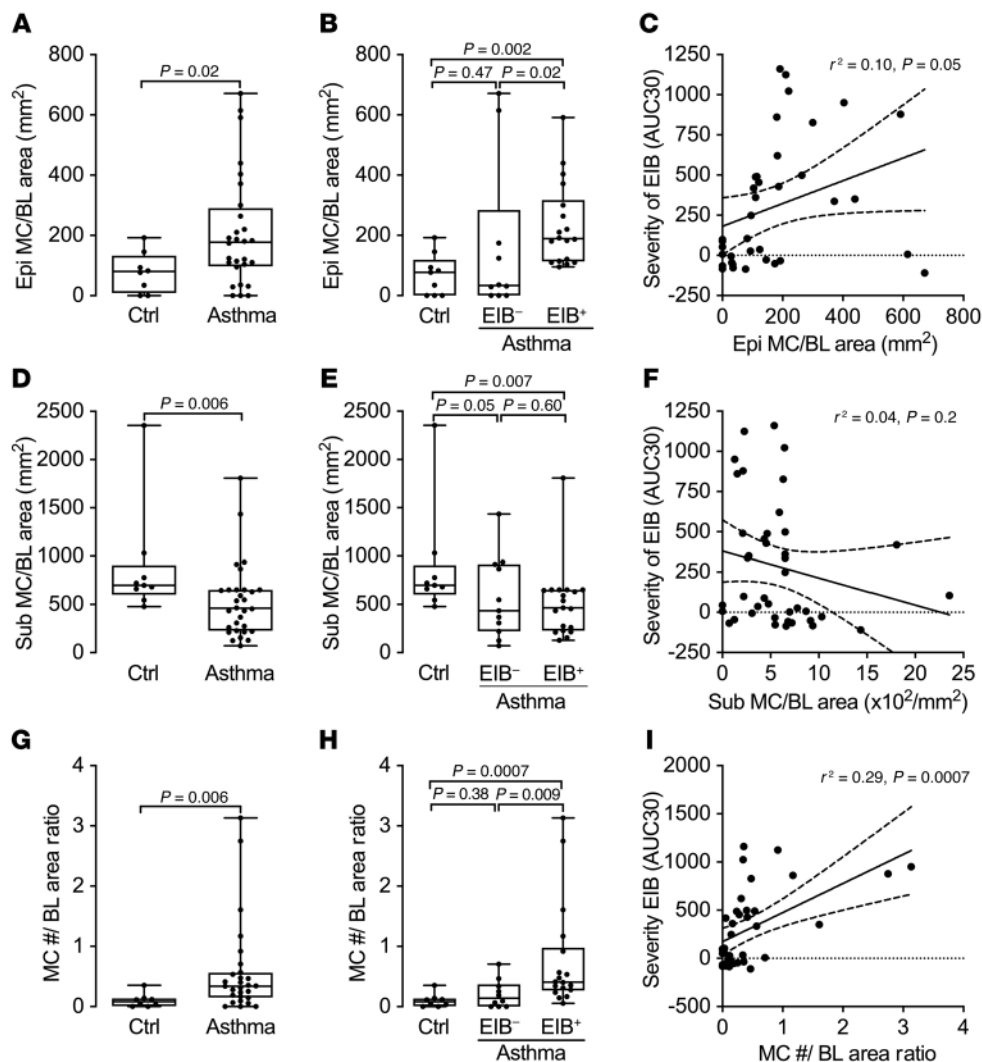 A
Epi MC/BL area (mm²)
800
600
400
200
0
P = 0.02
Ctrl
Asthma
B
Epi MC/BL area (mm²)
800
600
400
200
0
P = 0.002
P = 0.47
P = 0.02
Ctrl
EIB⁻
EIB⁺
Asthma
C
Severity of EIB (AUC30)
1250
1000
750
500
250
0
-250
r² = 0.10, P = 0.05
0
200
400
600
800
Epi MC/BL area (mm²)
D
Sub MC/BL area (mm²)
2500
2000
1500
1000
500
0
P = 0.006
Ctrl
Asthma
E
Sub MC/BL area (mm²)
2500
2000
1500
1000
500
0
P = 0.007
P = 0.05
P = 0.60
Ctrl
EIB⁻
EIB⁺
Asthma
F
Severity of EIB (AUC30)
1250
1000
750
500
250
0
-250
r² = 0.04, P = 0.2
0
5
10
15
20
25
Sub MC/BL area (x10²/mm²)
G
MC #/ BL area ratio
4
3
2
1
0
P = 0.006
Ctrl
Asthma
H
MC #/ BL area ratio
4
3
2
1
0
P = 0.0007
P = 0.38
P = 0.009
Ctrl
EIB⁻
EIB⁺
Asthma
I
Severity EIB (AUC30)
2000
1500
1000
500
0
-500
r² = 0.29, P = 0.0007
0
1
2
3
4
MC #/ BL area ratio